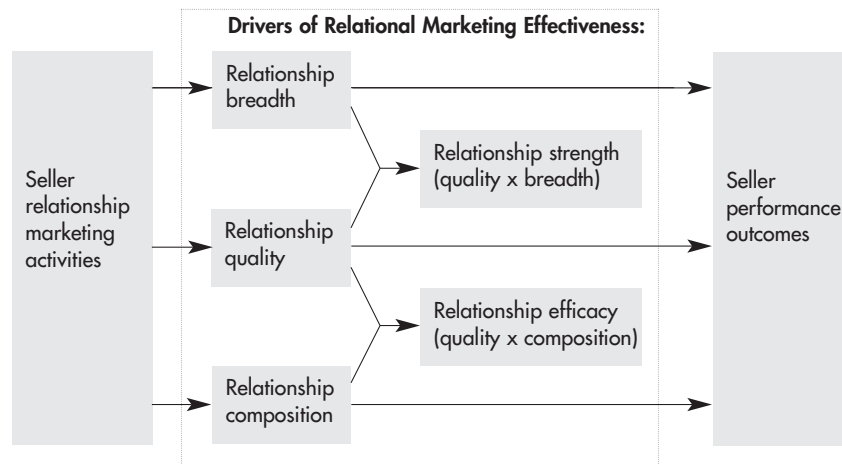 Drivers of Relational Marketing Effectiveness:
Relationship
breadth
Relationship strength
(quality x breadth)
Seller
relationship
marketing
activities
Relationship
quality
Seller
performance
outcomes
Relationship efficacy
(quality x composition)
Relationship
composition